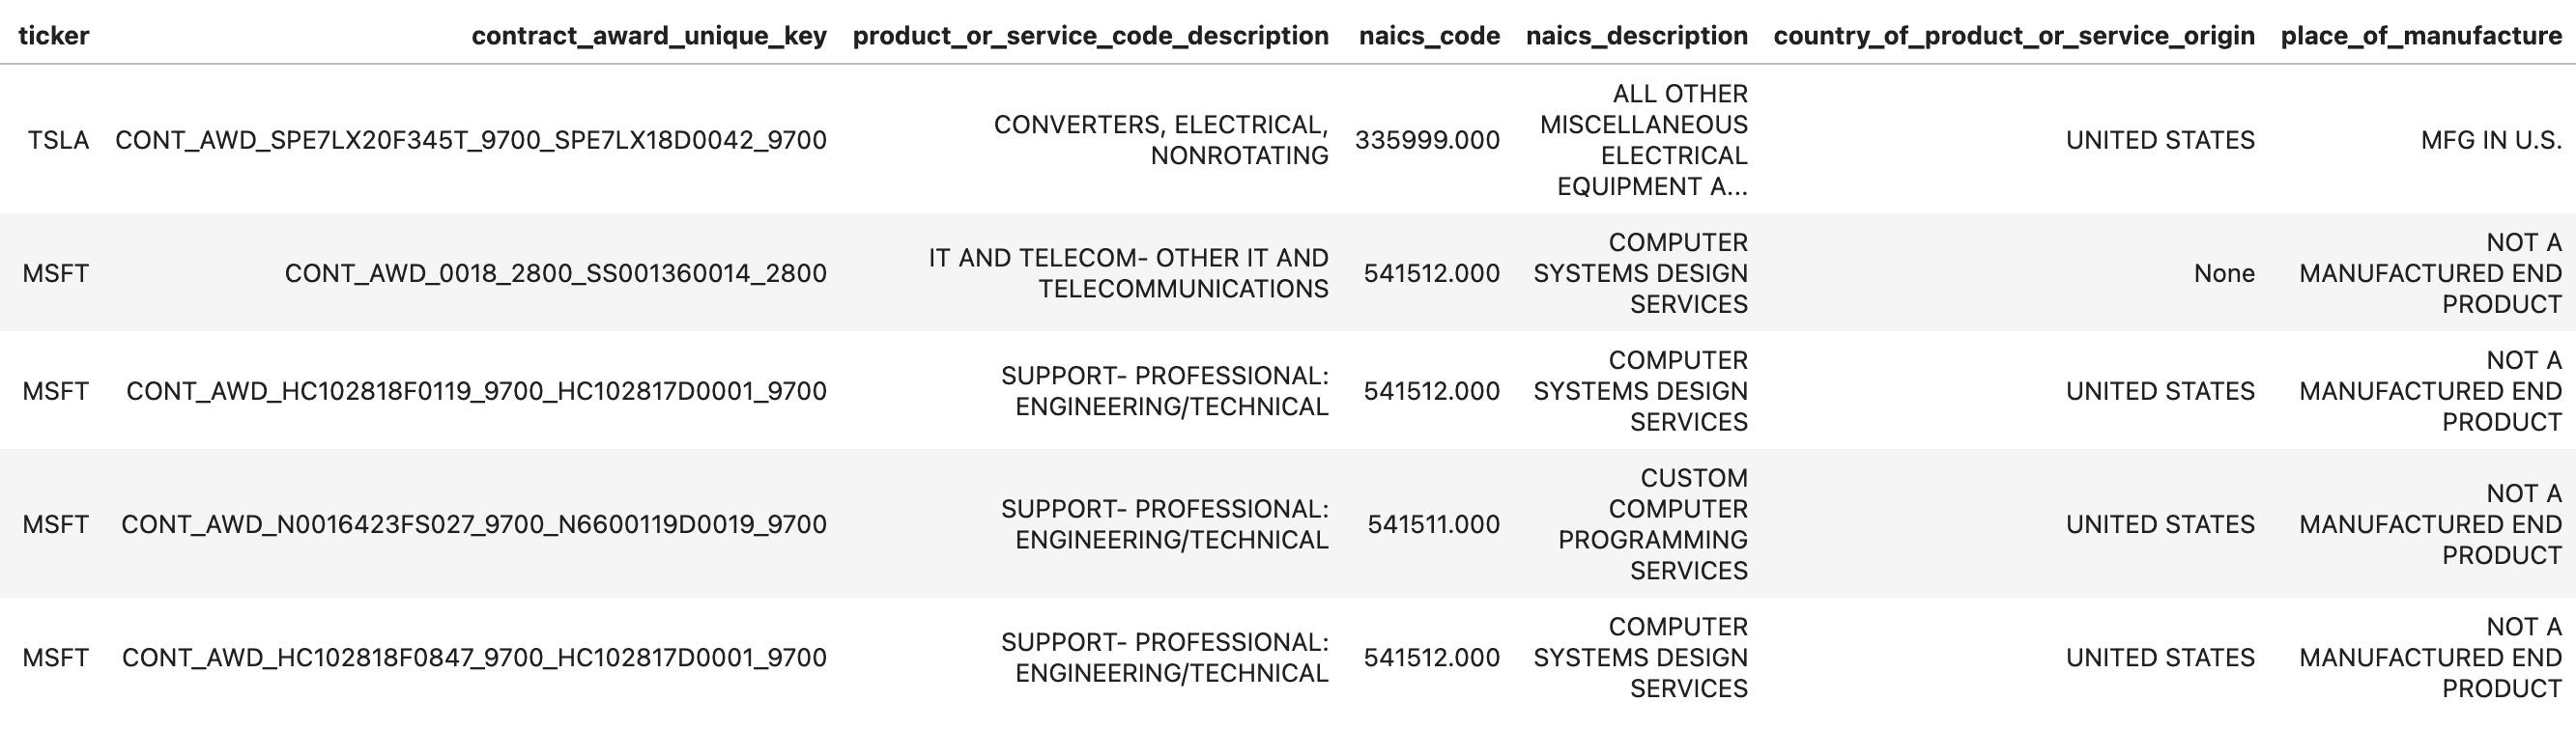 ticker contract_award_unique_key product_or_service_code_description naics_code naics_description country_of_product_or_service_origin place_of_manufacture
ALL OTHER
MISCELLANEOUS
TSLA CONT_AWD_SPE7LX20F345T_9700_SPE7LX18D0042_9700 CONVERTERS, ELECTRICAL, NONROTATING 335999.000 ELECTRICAL UNITED STATES MFG IN U.S.
EQUIPMENT A...
COMPUTER NOT A
MSFT CONT_AWD_0018_2800_SS001360014_2800 IT AND TELECOM- OTHER IT AND TELECOMMUNICATIONS 541512.000 SYSTEMS DESIGN None MANUFACTURED END
SERVICES PRODUCT
COMPUTER NOT A
MSFT CONT_AWD_HC102818F0119_9700_HC102817D0001_9700 SUPPORT- PROFESSIONAL: ENGINEERING/TECHNICAL 541512.000 SYSTEMS DESIGN UNITED STATES MANUFACTURED END
SERVICES PRODUCT
CUSTOM
COMPUTER NOT A
MSFT CONT_AWD_N0016423FS027_9700_N6600119D0019_9700 SUPPORT- PROFESSIONAL: ENGINEERING/TECHNICAL 541511.000 PROGRAMMING UNITED STATES MANUFACTURED END
SERVICES PRODUCT
COMPUTER NOT A
MSFT CONT_AWD_HC102818F0847_9700_HC102817D0001_9700 SUPPORT- PROFESSIONAL: ENGINEERING/TECHNICAL 541512.000 SYSTEMS DESIGN UNITED STATES MANUFACTURED END
SERVICES PRODUCT